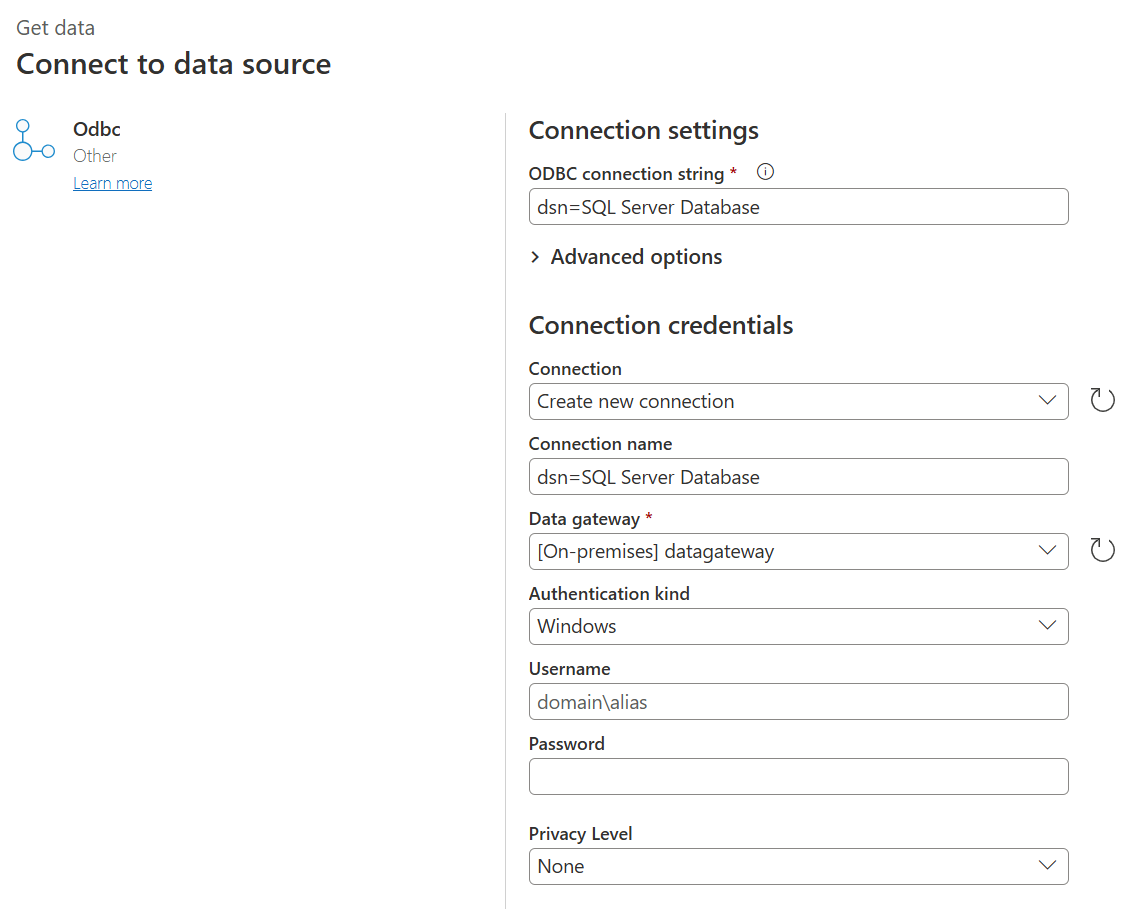 Get data
Connect to data source
Odbc
Other
Learn more
Connection settings
ODBC connection string *
dsn=SQL Server Database
Advanced options
Connection credentials
Connection
Create new connection
Connection name
dsn=SQL Server Database
Data gateway *
[On-premises] datagateway
Authentication kind
Windows
Username
domain\alias
Password
Privacy Level
None